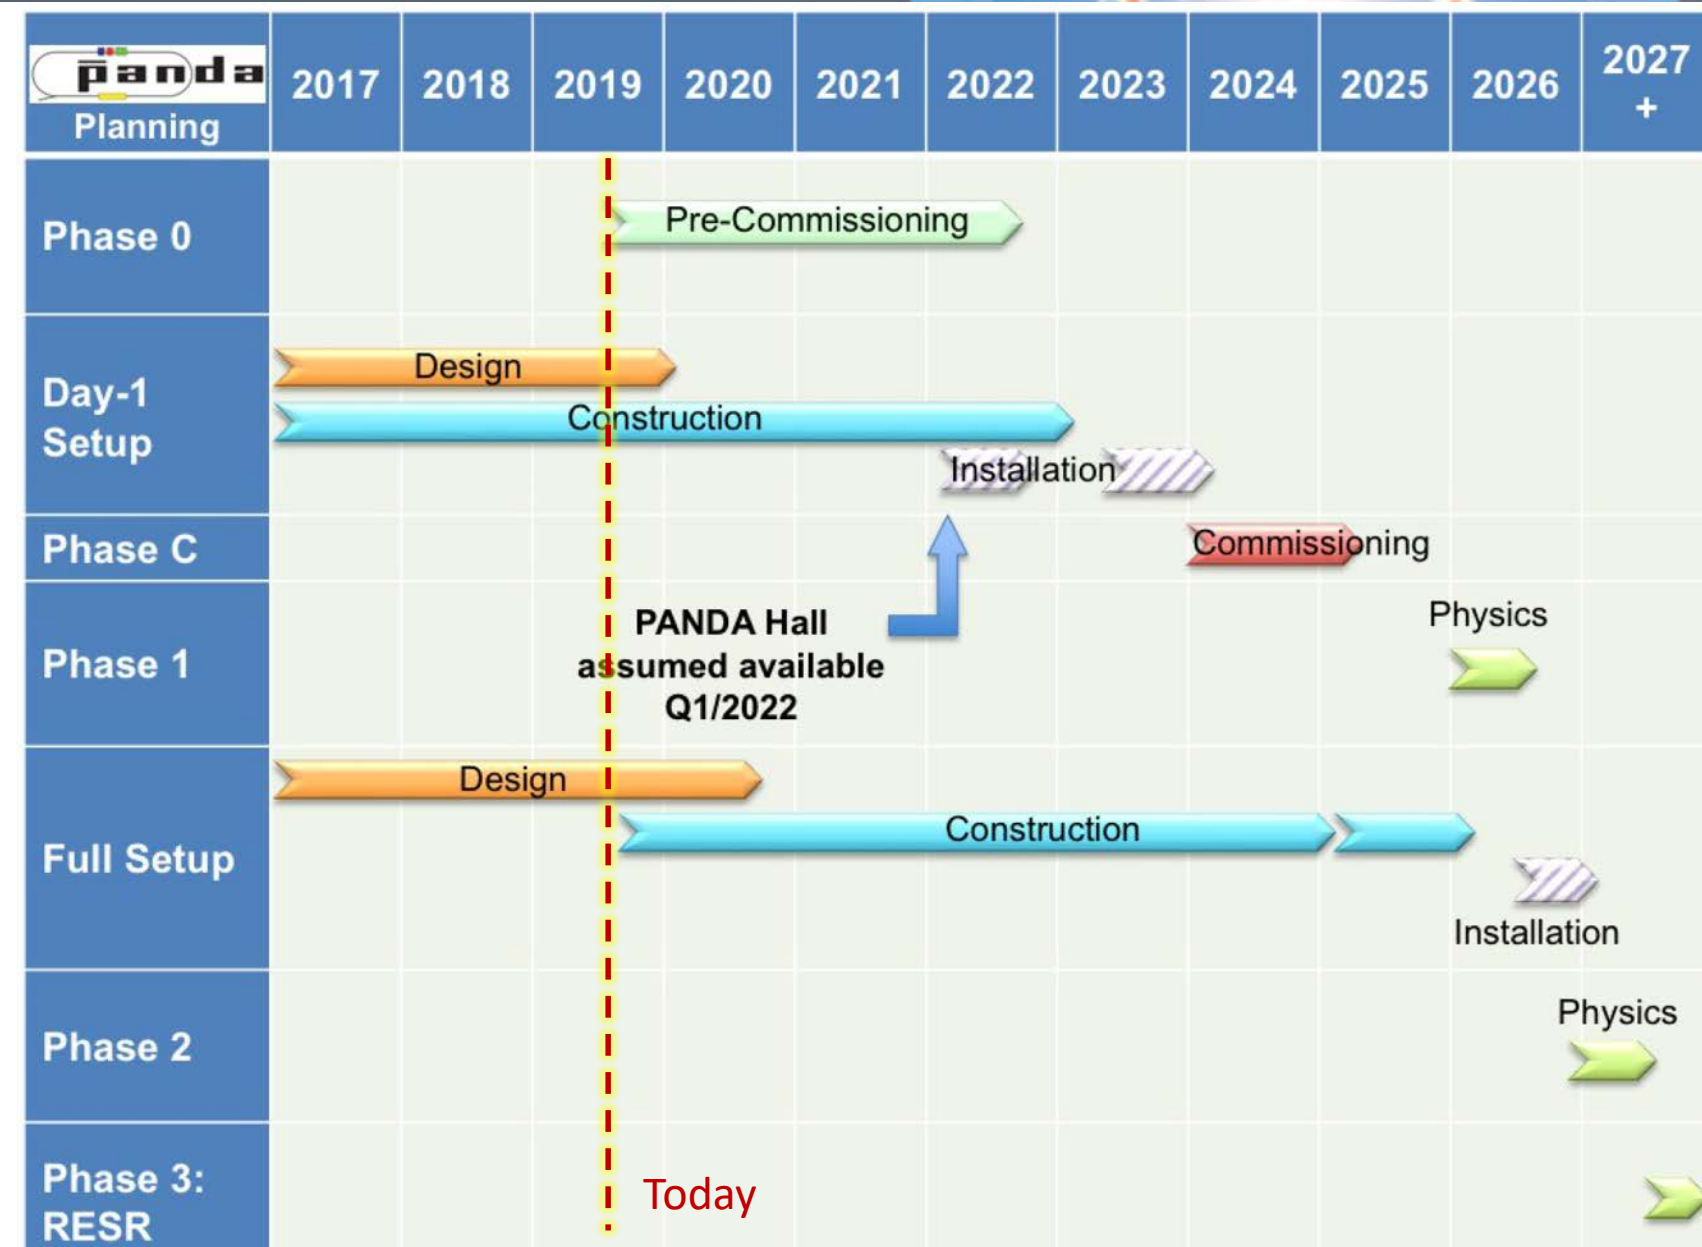 p̄anda
Planning
2017
2018
2019
2020
2021
2022
2023
2024
2025
2026
2027
+
Phase 0
Pre-Commissioning
Day-1
Setup
Design
Construction
Installation
Phase C
Commissioning
Phase 1
PANDA Hall
assumed available
Q1/2022
Physics
Full Setup
Design
Construction
Installation
Phase 2
Physics
Phase 3:
RESR
Today